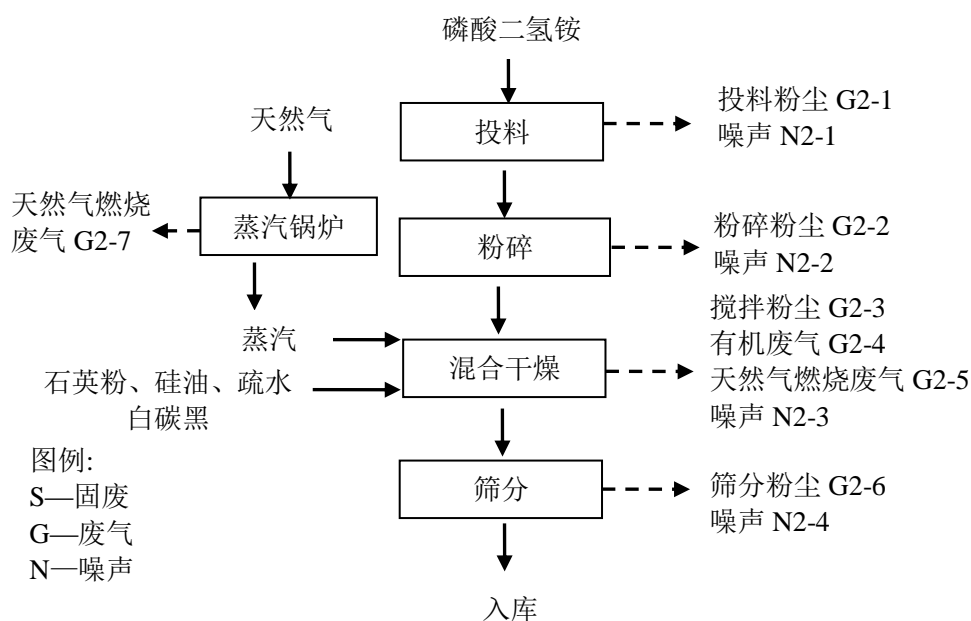 磷酸二氢铵
投料粉尘 G2-1
噪声 N2-1
天然气
投料
天然气燃烧
废气 G2-7
蒸汽锅炉
粉碎
粉碎粉尘 G2-2
噪声 N2-2
搅拌粉尘 G2-3
有机废气 G2-4
天然气燃烧废气 G2-5
噪声 N2-3
蒸汽
混合干燥
石英粉、硅油、疏水
白碳黑
图例:
S—固废
G—废气
N—噪声
筛分
筛分粉尘 G2-6
噪声 N2-4
入库